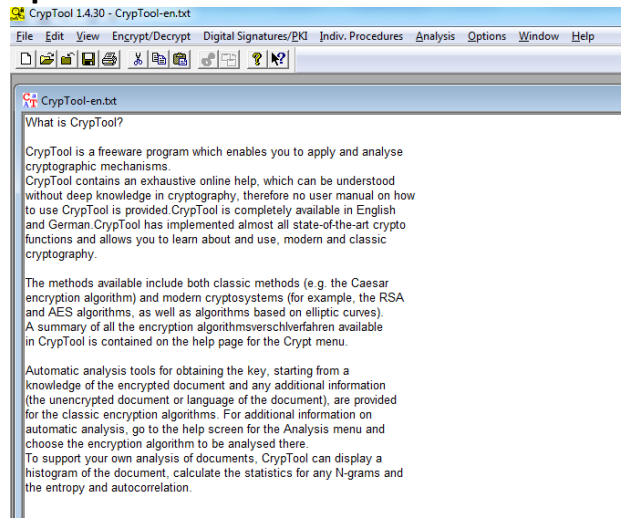 CrypTool 1.4.30 - CrypTool-en.txt
File Edit View Encrypt/Decrypt Digital Signatures/PKI Indiv. Procedures Analysis Options Window Help
CrypTool-en.txt
What is CrypTool?
CrypTool is a freeware program which enables you to apply and analyse
cryptographic mechanisms.
CrypTool contains an exhaustive online help, which can be understood
without deep knowledge in cryptography, therefore no user manual on how
to use CrypTool is provided.CrypTool is completely available in English
and German.CrypTool has implemented almost all state-of-the-art crypto
functions and allows you to learn about and use, modern and classic
cryptography.
The methods available include both classic methods (e.g. the Caesar
encryption algorithm) and modern cryptosystems (for example, the RSA
and AES algorithms, as well as algorithms based on elliptic curves).
A summary of all the encryption algorithmsverschlverfahren available
in CrypTool is contained on the help page for the Crypt menu.
Automatic analysis tools for obtaining the key, starting from a
knowledge of the encrypted document and any additional information
(the unencrypted document or language of the document), are provided
for the classic encryption algorithms. For additional information on
automatic analysis, go to the help screen for the Analysis menu and
choose the encryption algorithm to be analysed there.
To support your own analysis of documents, CrypTool can display a
histogram of the document, calculate the statistics for any N-grams and
the entropy and autocorrelation.